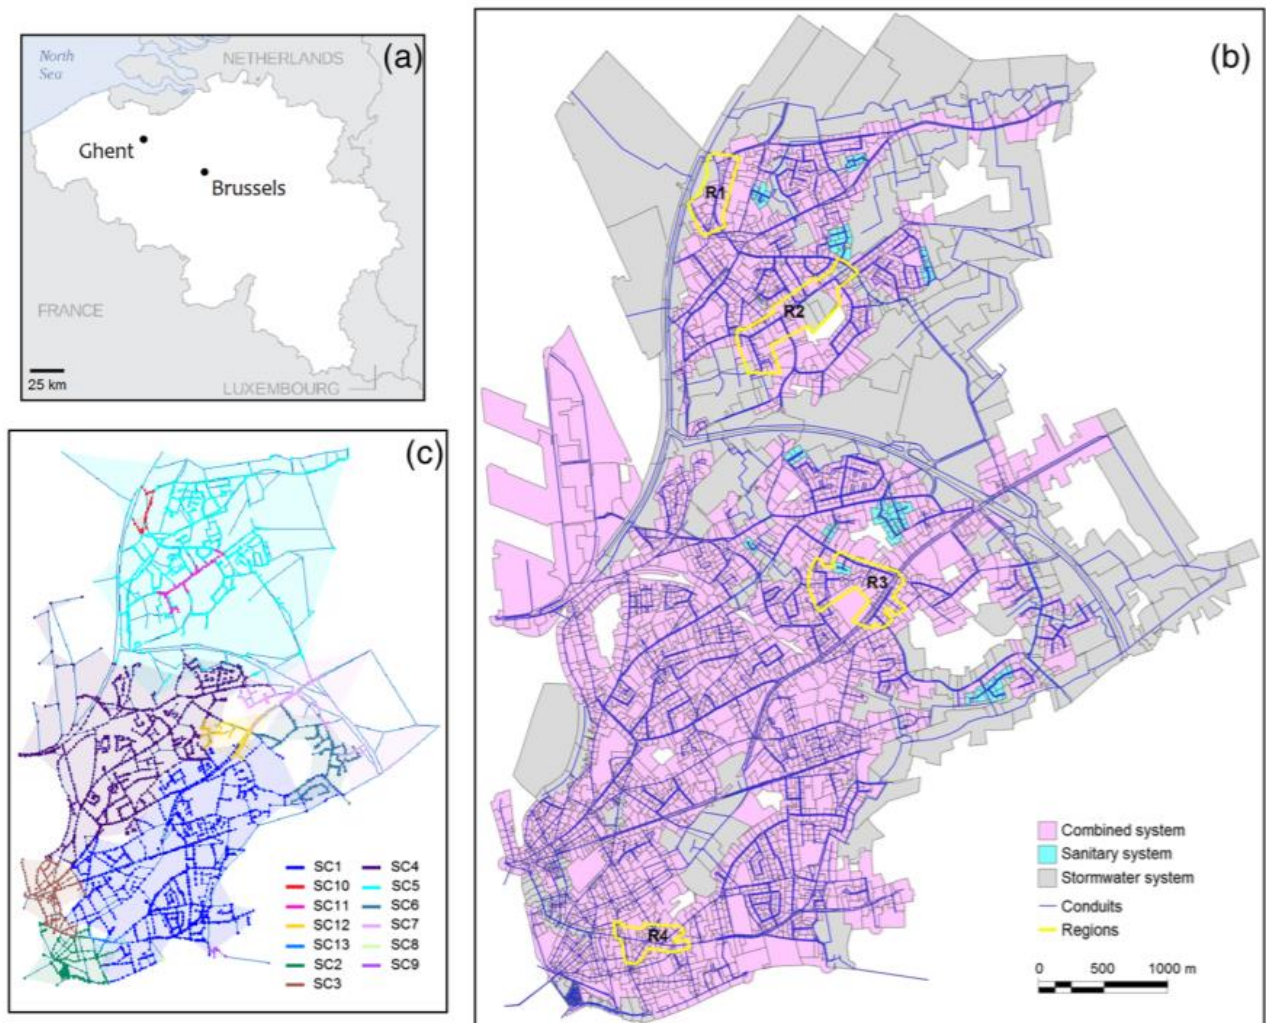 (a)
North
Sea
NETHERLANDS
Ghent
Brussels
FRANCE
25 km
LUXEMBOURG
(b)
R1
R2
R3
R4
Combined system
Sanitary system
Stormwater system
Conduits
Regions
0 500 1000 m
(c)
SC1 SC4
SC10 SC5
SC11 SC6
SC12 SC7
SC13 SC8
SC2 SC9
SC3